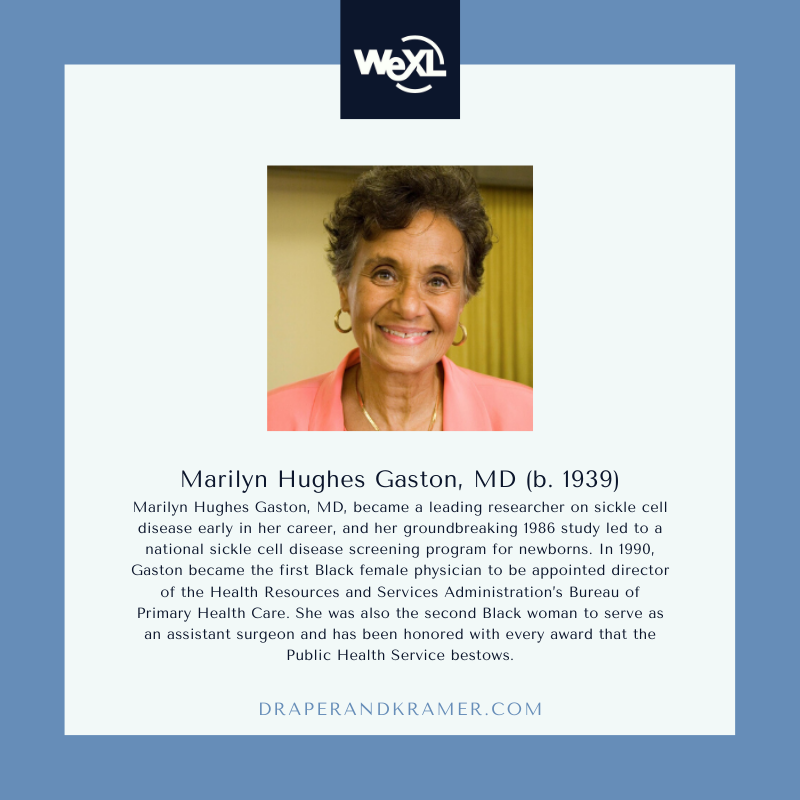 WeXL
Marilyn Hughes Gaston, MD (b. 1939)
Marilyn Hughes Gaston, MD, became a leading researcher on sickle cell
disease early in her career, and her groundbreaking 1986 study led to a
national sickle cell disease screening program for newborns. In 1990,
Gaston became the first Black female physician to be appointed director
of the Health Resources and Services Administration's Bureau of
Primary Health Care. She was also the second Black woman to serve as
an assistant surgeon and has been honored with every award that the
Public Health Service bestows.
DRAPERANDKRAMER.COM